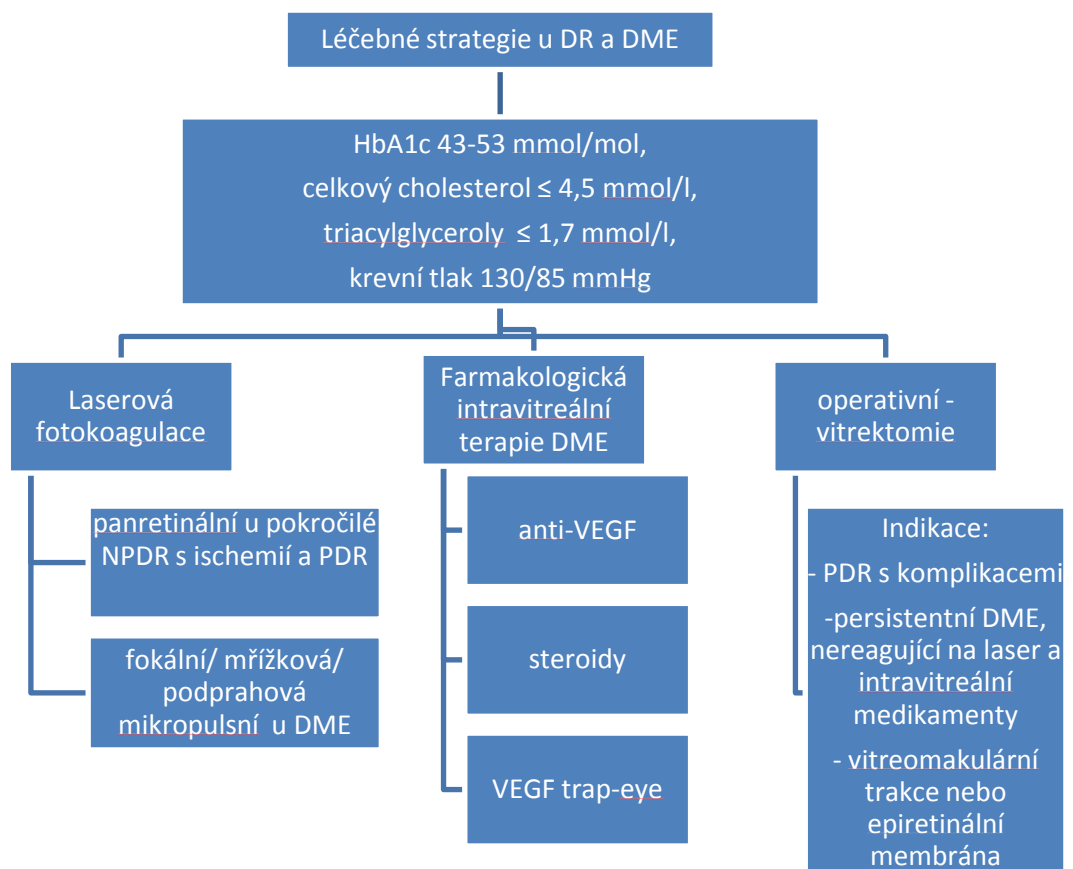 Léčebné strategie u DR a DME
HbA1c 43-53 mmol/mol,
celkový cholesterol ≤ 4,5 mmol/l,
triacylglyceroly ≤ 1,7 mmol/l,
krevní tlak 130/85 mmHg
Laserová
fotokoagulace
panretinální u pokročilé
NPDR s ischemií a PDR
fokální/ mřížková/
podprahová
mikropulsní u DME
Farmakologická
intravitreální
terapie DME
anti-VEGF
steroidy
VEGF trap-eye
operativní -
vitrektomie
Indikace:
- PDR s komplikacemi
-persistentní DME,
nereagující na laser a
intravitreální
medikamenty
- vitreomakulární
trakce nebo
epiretinální
membrána